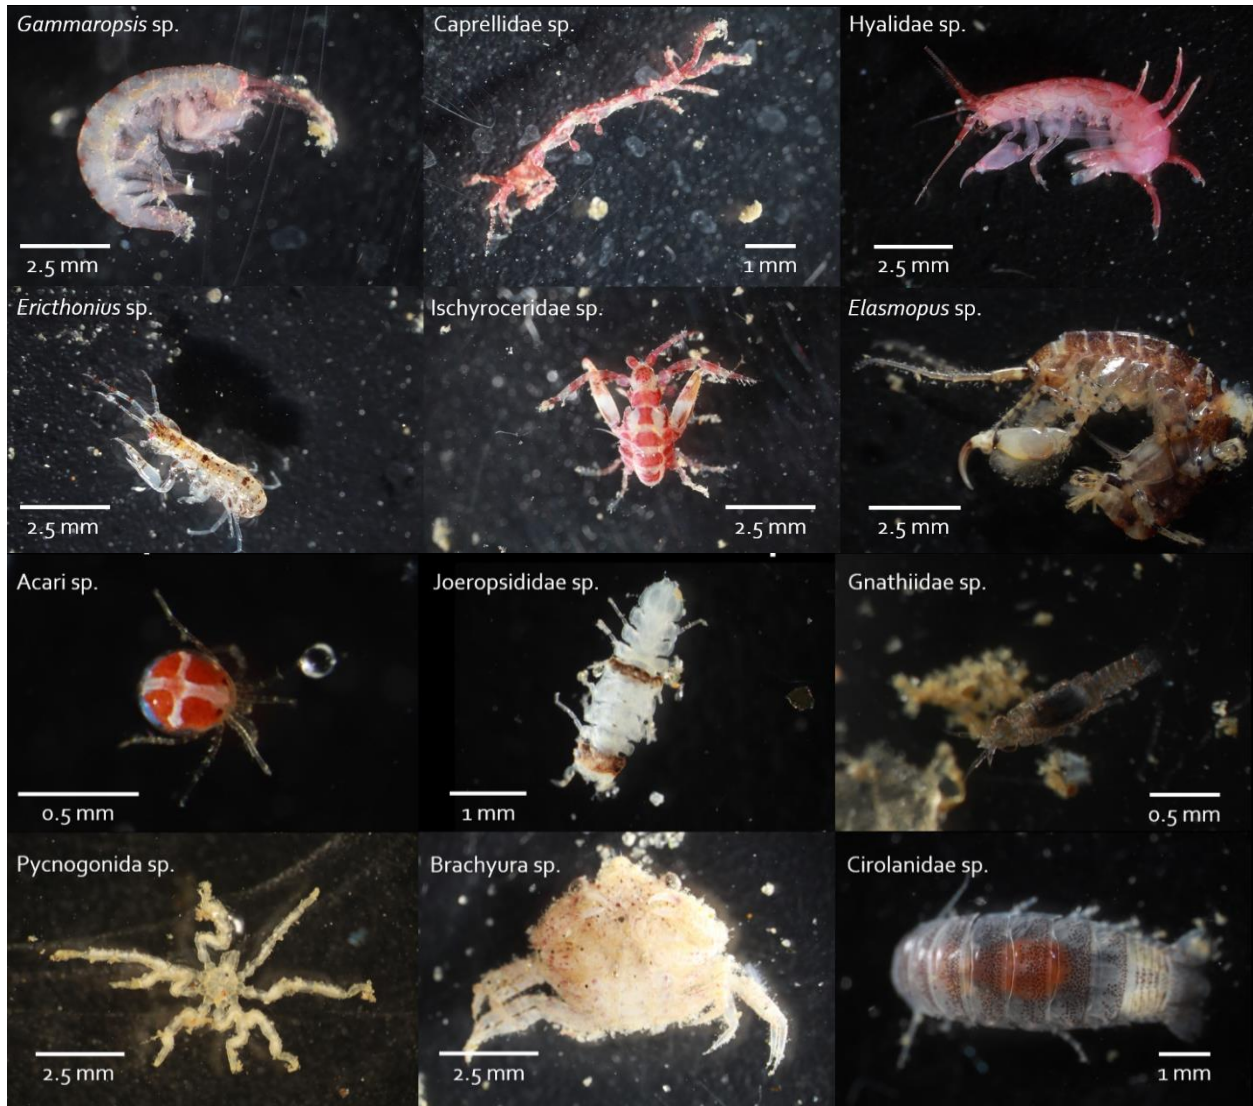 Gammaropsis sp.
Caprellidae sp.
Hyalidae sp.
2.5 mm
1 mm
2.5 mm
Ericthonius sp.
Ischyroceridae sp.
Elasmopus sp.
2.5 mm
2.5 mm
2.5 mm
Acari sp.
Joeropsididae sp.
Gnathiidae sp.
0.5 mm
1 mm
0.5 mm
Pycnogonida sp.
Brachyura sp.
Cirolanidae sp.
2.5 mm
2.5 mm
1 mm